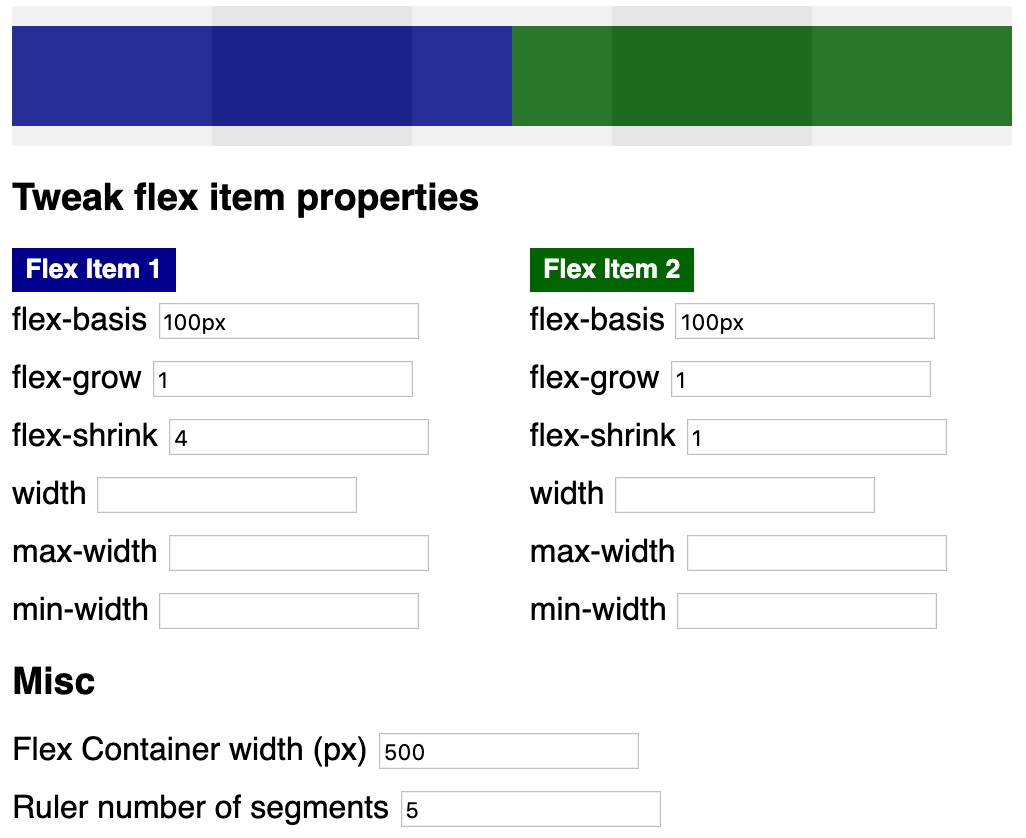 Tweak flex item properties
Flex Item 1 Flex Item 2
flex-basis 100px flex-basis 100px
flex-grow 1 flex-grow 1
flex-shrink 4 flex-shrink 1
width width
max-width max-width
min-width min-width
Misc
Flex Container width (px) 500
Ruler number of segments 5